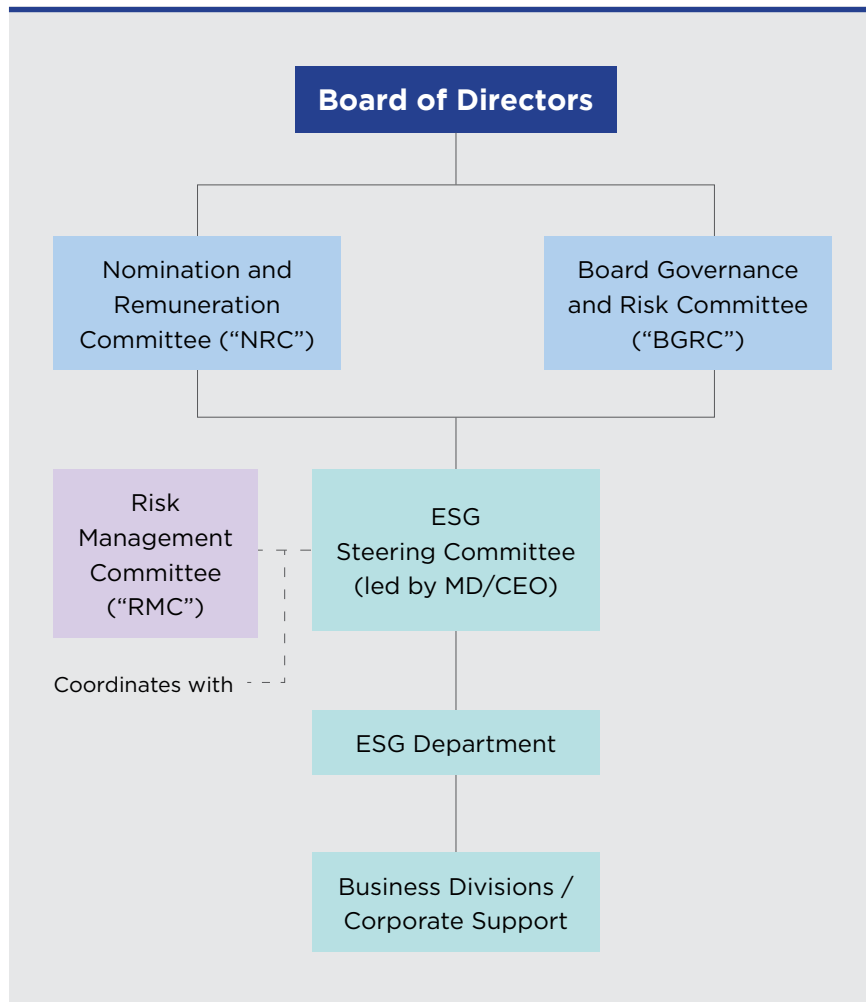 Board of Directors
Nomination and
Remuneration
Committee (“NRC”)
Board Governance
and Risk Committee
(“BGRC”)
Risk
Management
Committee
(“RMC”)
ESG
Steering Committee
(led by MD/CEO)
Coordinates with
ESG Department
Business Divisions /
Corporate Support